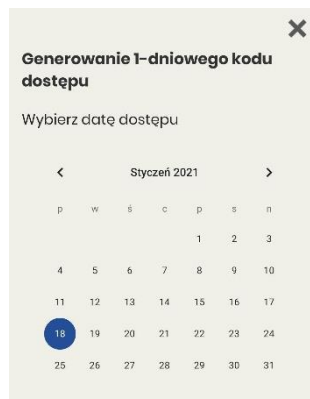 Generowanie 1-dniowego kodu
dostępu
Wybierz datę dostępu
Styczeń 2021
p w ś c p s n
1 2 3
4 5 6 7 8 9 10
11 12 13 14 15 16 17
18 19 20 21 22 23 24
25 26 27 28 29 30 31